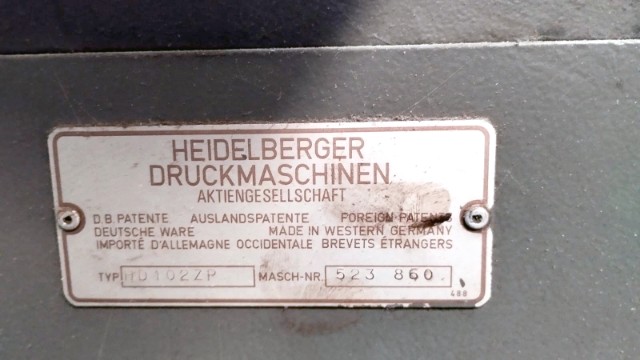 HEIDELBERGER
DRUCKMASCHINEN
AKTIENGESELLSCHAFT
D.B. PATENTE AUSLANDSPATENTE FOREIGN PATENTS
DEUTSCHE WARE MADE IN WESTERN GERMANY
IMPORTÉ D'ALLEMAGNE OCCIDENTALE BREVETS ÉTRANGERS
TYP MO102ZP MASCH-NR. 523 860
488